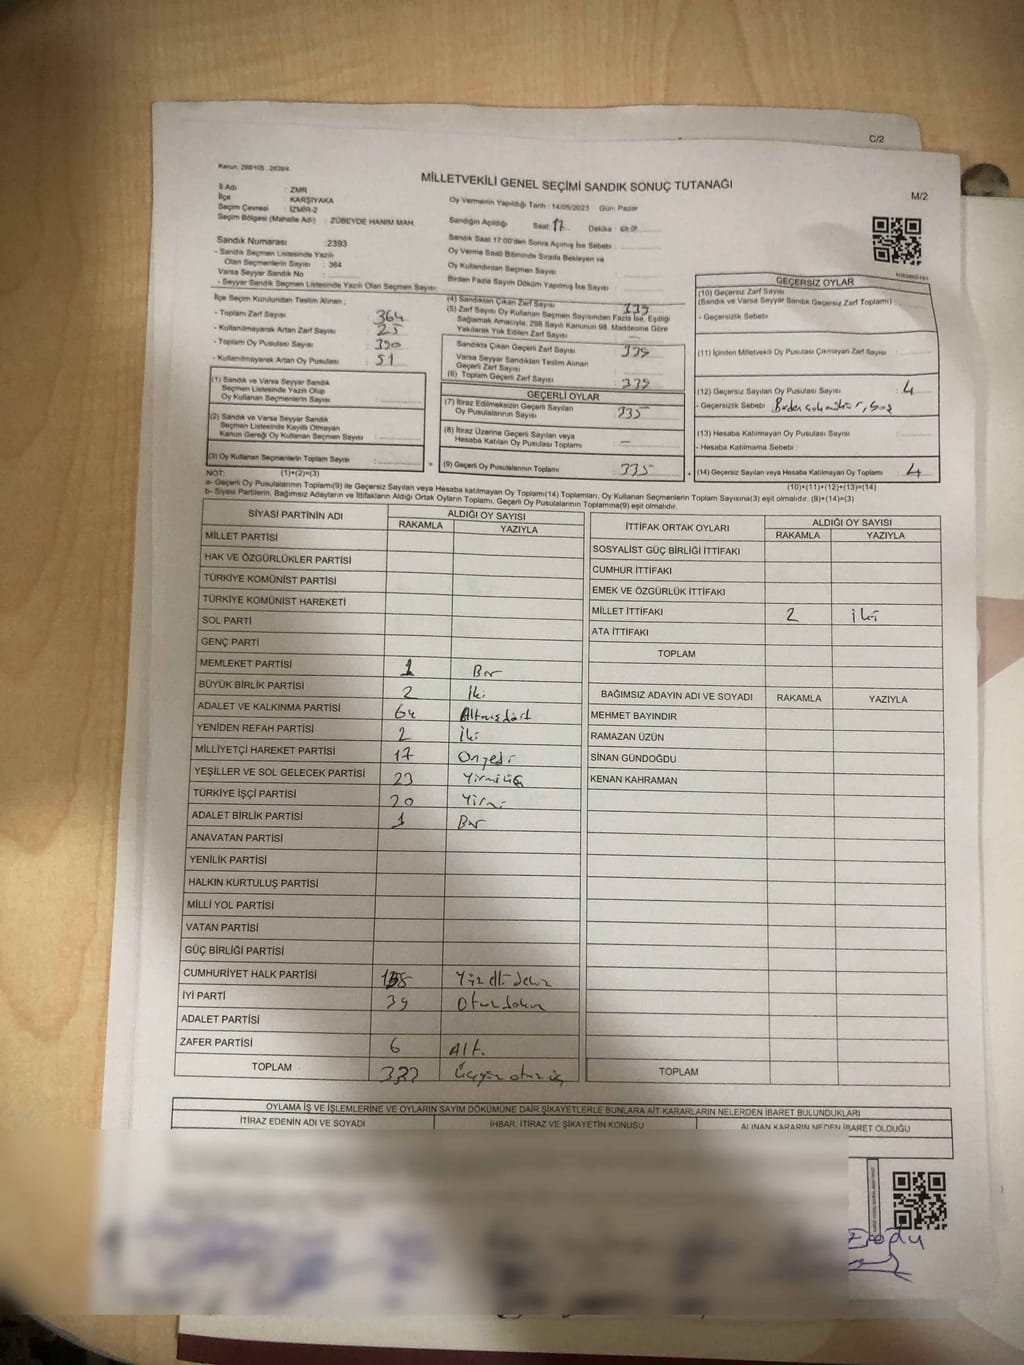 C/2
Kanun, 298/105 , 2839/4
MİLLETVEKİLİ GENEL SEÇİMİ SANDIK SONUÇ TUTANAĞI
M/2
İl Adı : ZMR
İlçe : KARŞIYAKA
Seçim Çevresi : İZMİR-2
Seçim Bölgesi (Mahalle Adı) : ZÜBEYDE HANIM MAH.
Oy Vermenin Yapıldığı Tarih : 14/05/2023 Gün: Pazar
Sandığın Açıldığı Saat 17 Dakika
Sandık Saat 17:00'den Sonra Açılmış İse Sebebi :
Oy Verme Saati Bitiminde Sırada Bekleyen ve
Oy Kullandırılan Seçmen Sayısı
Birden Fazla Sayım Döküm Yapılmış İse Sayısı
Sandık Numarası : 2393
- Sandık Seçmen Listesinde Yazılı
Olan Seçmenlerin Sayısı : 364
Varsa Seyyar Sandık No
- Seyyar Sandık Seçmen Listesinde Yazılı Olan Seçmen Sayısı:
İlçe Seçim Kurulundan Teslim Alınan ;
- Toplam Zarf Sayısı : 364
- Kullanılmayarak Artan Zarf Sayısı : 25
- Toplam Oy Pusulası Sayısı : 390
- Kullanılmayarak Artan Oy Pusulası : 51
(1) Sandık ve Varsa Seyyar Sandık
Seçmen Listesinde Yazılı Olup
Oy Kullanan Seçmenlerin Sayısı
(2) Sandık ve Varsa Seyyar Sandık
Seçmen Listesinde Kayıtlı Olmayan
Kanun Gereği Oy Kullanan Seçmen Sayısı
(3) Oy Kullanan Seçmenlerin Toplam Sayısı
(1)+(2)=(3)
(4) Sandıktan Çıkan Zarf Sayısı : 339
(5) Zarf Sayısı Oy Kullanan Seçmen Sayısından Fazla İse, Eşitliği
Sağlamak Amacıyla, 298 Sayılı Kanunun 98. Maddesine Göre
Yakılarak Yok Edilen Zarf Sayısı : —
Sandıkta Çıkan Geçerli Zarf Sayısı : 339
Varsa Seyyar Sandıktan Teslim Alınan
Geçerli Zarf Sayısı
(6) Toplam Geçerli Zarf Sayısı : 339
GEÇERLİ OYLAR
(7) İtiraz Edilmeksizin Geçerli Sayılan
Oy Pusulalarının Sayısı : 335
(8) İtiraz Üzerine Geçerli Sayılan veya
Hesaba Katılan Oy Pusulası Toplamı : —
(9) Geçerli Oy Pusulalarının Toplamı : 335
GEÇERSİZ OYLAR
(10) Geçersiz Zarf Sayısı
(Sandık ve Varsa Seyyar Sandık Geçersiz Zarf Toplamı) :
- Geçersizlik Sebebi :
(11) İçinden Milletvekili Oy Pusulası Çıkmayan Zarf Sayısı :
(12) Geçersiz Sayılan Oy Pusulası Sayısı : 4
- Geçersizlik Sebebi :
(13) Hesaba Katılmayan Oy Pusulası Sayısı :
- Hesaba Katılmama Sebebi :
(14) Geçersiz Sayılan veya Hesaba Katılmayan Oy Toplamı : 4
(10)+(11)+(12)+(13)=(14)
NOT:
a- Geçerli Oy Pusulalarının Toplamı(9) ile Geçersiz Sayılan veya Hesaba katılmayan Oy Toplamı(14) Toplamları, Oy Kullanan Seçmenlerin Toplam Sayısına(3) eşit olmalıdır. (9)+(14)=(3)
b- Siyasi Partilerin, Bağımsız Adayların ve İttifakların Aldığı Ortak Oyların Toplamı, Geçerli Oy Pusulalarının Toplamına(9) eşit olmalıdır.
SİYASİ PARTİNİN ADI ALDIĞI OY SAYISI
RAKAMLA YAZIYLA
MİLLET PARTİSİ
HAK VE ÖZGÜRLÜKLER PARTİSİ
TÜRKİYE KOMÜNİST PARTİSİ
TÜRKİYE KOMÜNİST HAREKETİ
SOL PARTİ
GENÇ PARTİ
MEMLEKET PARTİSİ 1 Bir
BÜYÜK BİRLİK PARTİSİ 2 İki
ADALET VE KALKINMA PARTİSİ 64 Altmışdört
YENİDEN REFAH PARTİSİ 2 İki
MİLLİYETÇİ HAREKET PARTİSİ 17 Onyedi
YEŞİLLER VE SOL GELECEK PARTİSİ 23 Yirmiüç
TÜRKİYE İŞÇİ PARTİSİ 20 Yirmi
ADALET BİRLİK PARTİSİ 1 Bir
ANAVATAN PARTİSİ
YENİLİK PARTİSİ
HALKIN KURTULUŞ PARTİSİ
MİLLİ YOL PARTİSİ
VATAN PARTİSİ
GÜÇ BİRLİĞİ PARTİSİ
CUMHURİYET HALK PARTİSİ
İYİ PARTİ 39 Otuzdokuz
ADALET PARTİSİ
ZAFER PARTİSİ 6 Altı
TOPLAM 333 Üçyüzotuzüç
İTTİFAK ORTAK OYLARI ALDIĞI OY SAYISI
RAKAMLA YAZIYLA
SOSYALİST GÜÇ BİRLİĞİ İTTİFAKI
CUMHUR İTTİFAKI
EMEK VE ÖZGÜRLÜK İTTİFAKI
MİLLET İTTİFAKI 2 İki
ATA İTTİFAKI
TOPLAM
BAĞIMSIZ ADAYIN ADI VE SOYADI RAKAMLA YAZIYLA
MEHMET BAYINDIR
RAMAZAN ÜZÜN
SİNAN GÜNDOĞDU
KENAN KAHRAMAN
TOPLAM
OYLAMA İŞ VE İŞLEMLERİNE VE OYLARIN SAYIM DÖKÜMÜNE DAİR ŞİKAYETLERLE BUNLARA AİT KARARLARIN NELERDEN İBARET BULUNDUKLARI
İTİRAZ EDENİN ADI VE SOYADI İHBAR, İTİRAZ VE ŞİKAYETİN KONUSU ALINAN KARARIN NEDEN İBARET OLDUĞU